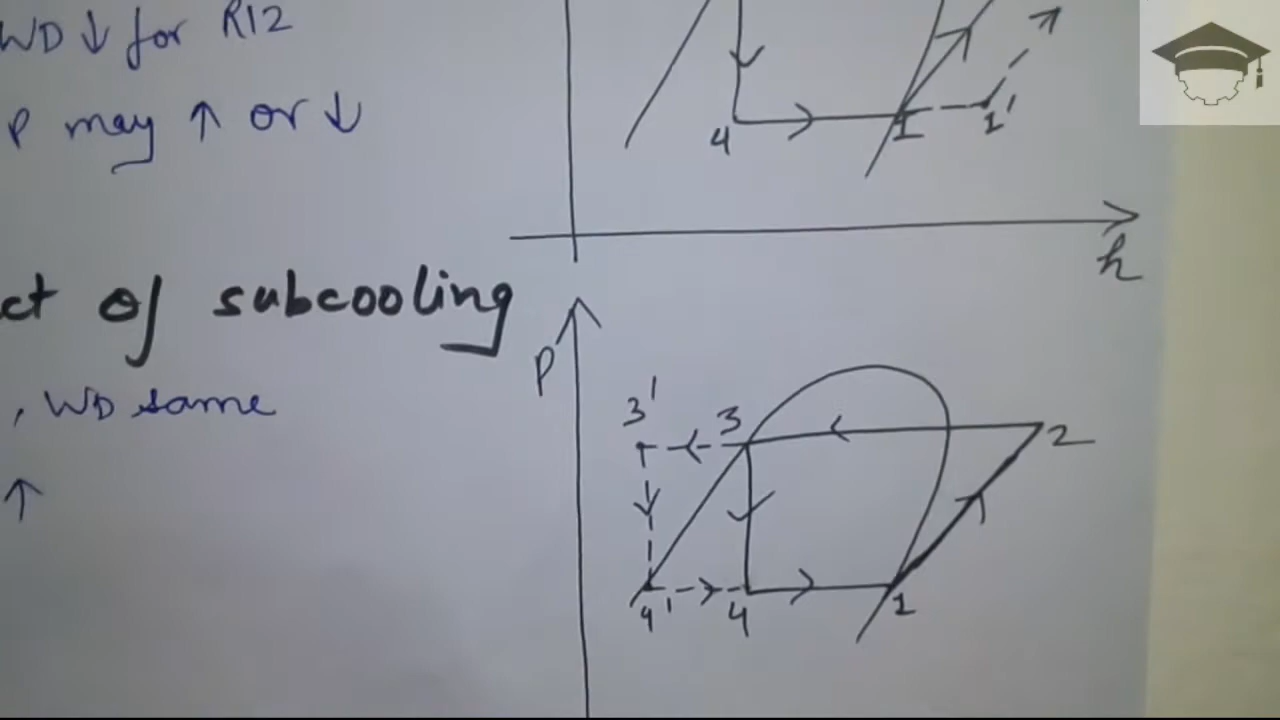 WD ↓ for R12
P may ↑ or ↓
4
1
1'
h
ct of subcooling
P
, WD same
3'
3
2
↑
4'
4
1